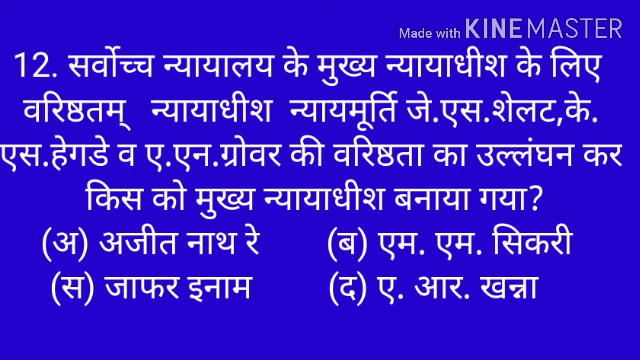 Made with KINEMASTER
12. सर्वोच्च न्यायालय के मुख्य न्यायाधीश के लिए
वरिष्ठतम् न्यायाधीश न्यायमूर्ति जे.एस.शेलट,के.
एस.हेगडे व ए.एन.ग्रोवर की वरिष्ठता का उल्लंघन कर
किस को मुख्य न्यायाधीश बनाया गया?
(अ) अजीत नाथ रे (ब) एम. एम. सिकरी
(स) जाफर इनाम (द) ए. आर. खन्ना